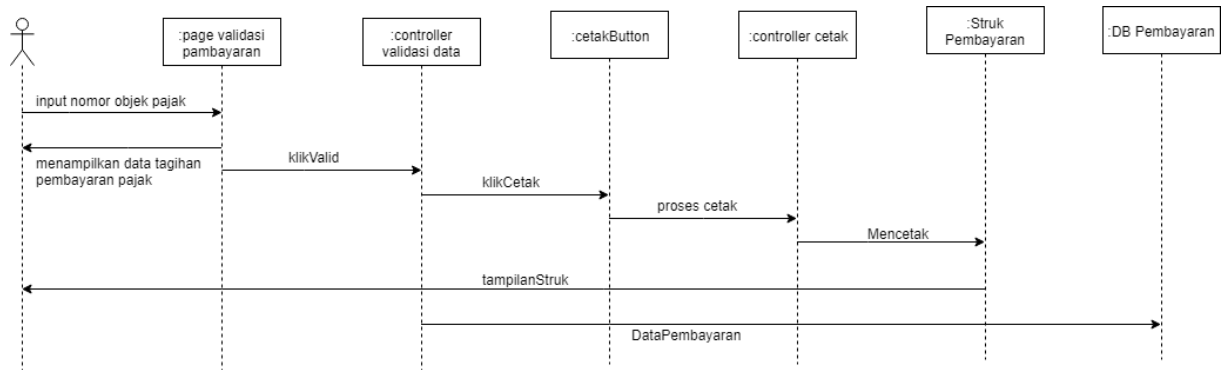 :page validasi
pambayaran
:controller
validasi data
:cetakButton
:controller cetak
:Struk
Pembayaran
:DB Pembayaran
input nomor objek pajak
menampilkan data tagihan
pembayaran pajak
klikValid
klikCetak
proses cetak
Mencetak
tampilanStruk
DataPembayaran